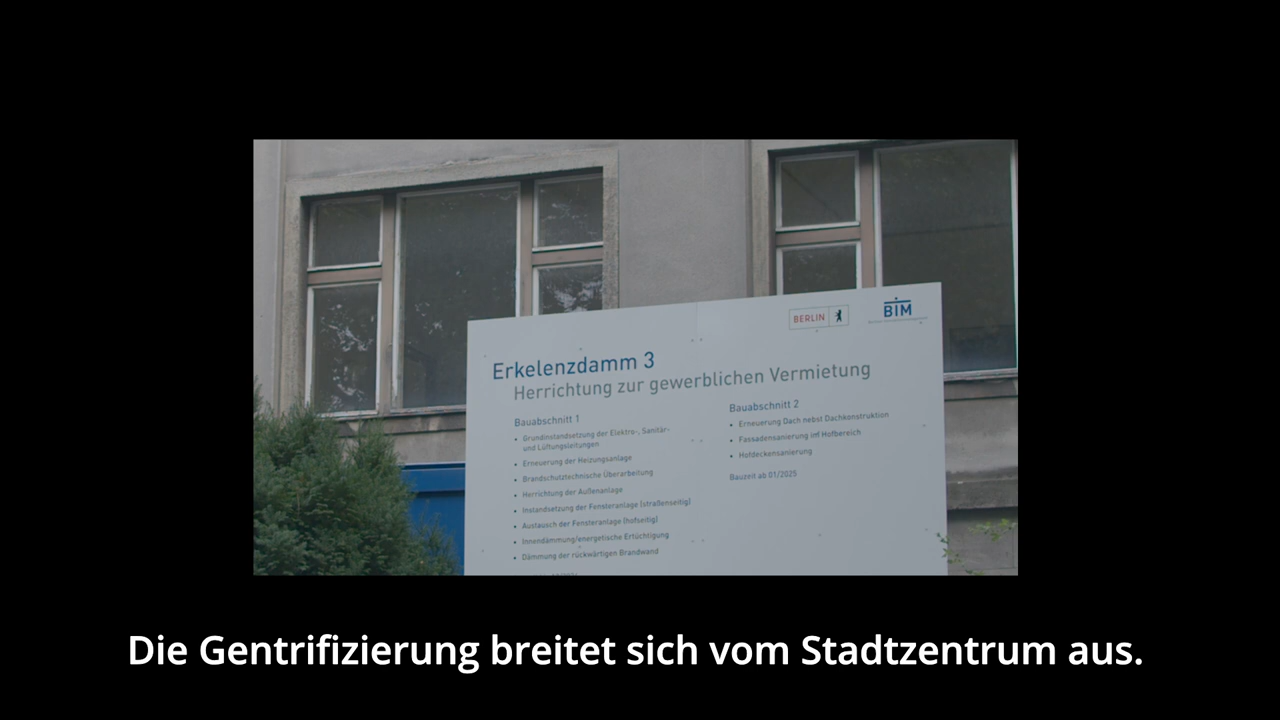 BERLIN
BIM
Erkelenzdamm 3
Herrichtung zur gewerblichen Vermietung
Bauabschnitt 1
• Grundinstandsetzung der Elektro-, Sanitär-
und Lüftungsleitungen
• Erneuerung der Heizungsanlage
• Brandschutztechnische Überarbeitung
• Herrichtung der Außenanlage
• Instandsetzung der Fensteranlage (straßenseitig)
• Austausch der Fensteranlage (hofseitig)
• Innendämmung/energetische Ertüchtigung
• Dämmung der rückwärtigen Brandwand
Bauabschnitt 2
• Erneuerung Dach nebst Dachkonstruktion
• Fassadensanierung im Hofbereich
• Hofdeckensanierung
Bauzeit ab 01/2025
Die Gentrifizierung breitet sich vom Stadtzentrum aus.